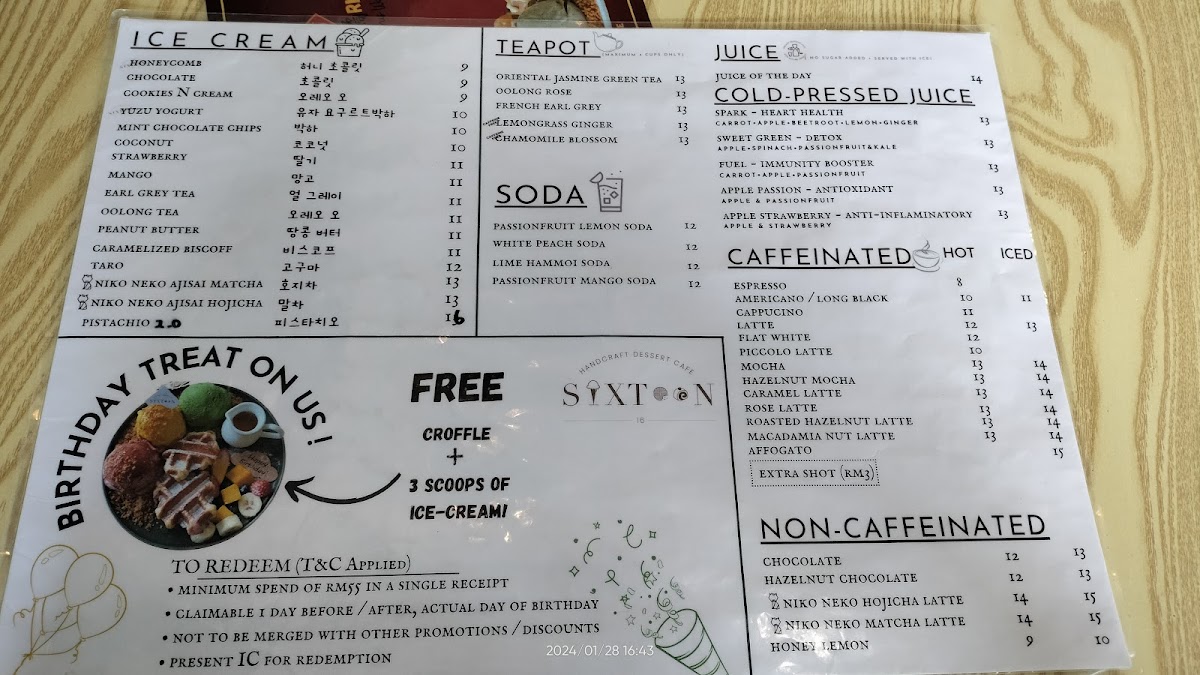 ICE CREAM
HONEYCOMB 허니 호콜릿 9
CHOCOLATE 호콜릿 9
COOKIES N CREAM 오레오 오 9
YUZU YOGURT 유자 요구르트박하 10
MINT CHOCOLATE CHIPS 박하 10
COCONUT 코코넛 10
STRAWBERRY 딸기 11
MANGO 망고 11
EARL GREY TEA 얼 그레이 11
OOLONG TEA 오레오 오 11
PEANUT BUTTER 땅콩 버터 11
CARAMELIZED BISCOFF 비스코프 11
TARO 고구마 12
NIKO NEKO AJISAI MATCHA 호지차 13
NIKO NEKO AJISAI HOJICHA 말차 13
PISTACHIO 2.0 피스타치오 16
TEAPOT (MAXIMUM 2 CUPS ONLY)
ORIENTAL JASMINE GREEN TEA 13
OOLONG ROSE 13
FRENCH EARL GREY 13
LEMONGRASS GINGER 13
CHAMOMILE BLOSSOM 13
SODA
PASSIONFRUIT LEMON SODA 12
WHITE PEACH SODA 12
LIME HAMMOI SODA 12
PASSIONFRUIT MANGO SODA 12
JUICE (NO SUGAR ADDED + SERVED WITH ICE)
JUICE OF THE DAY 14
COLD-PRESSED JUICE
SPARK - HEART HEALTH 13
CARROT+APPLE+BEETROOT+LEMON+GINGER
SWEET GREEN - DETOX 13
APPLE+SPINACH+PASSIONFRUIT&KALE
FUEL - IMMUNITY BOOSTER 13
CARROT+APPLE+PASSIONFRUIT
APPLE PASSION - ANTIOXIDANT 13
APPLE & PASSIONFRUIT
APPLE STRAWBERRY - ANTI-INFLAMINATORY 13
APPLE & STRAWBERRY
CAFFEINATED HOT ICED
ESPRESSO 8
AMERICANO / LONG BLACK 10 11
CAPPUCINO 11
LATTE 12 13
FLAT WHITE 12
PICCOLO LATTE 10
MOCHA 13 14
HAZELNUT MOCHA 13 14
CARAMEL LATTE 13 14
ROSE LATTE 13 14
ROASTED HAZELNUT LATTE 13 14
MACADAMIA NUT LATTE 13 14
AFFOGATO 15
EXTRA SHOT (RM3)
NON-CAFFEINATED
CHOCOLATE 12 13
HAZELNUT CHOCOLATE 12 13
NIKO NEKO HOJICHA LATTE 14 15
NIKO NEKO MATCHA LATTE 14 15
HONEY LEMON 9 10
BIRTHDAY TREAT ON US!
FREE
CROFFLE
+
3 SCOOPS OF
ICE-CREAM!
HANDCRAFT DESSERT CAFE
SIXTEEN
16
TO REDEEM (T&C APPLIED)
• MINIMUM SPEND OF RM55 IN A SINGLE RECEIPT
• CLAIMABLE 1 DAY BEFORE / AFTER, ACTUAL DAY OF BIRTHDAY
• NOT TO BE MERGED WITH OTHER PROMOTIONS / DISCOUNTS
• PRESENT IC FOR REDEMPTION
2024/01/28 16:43